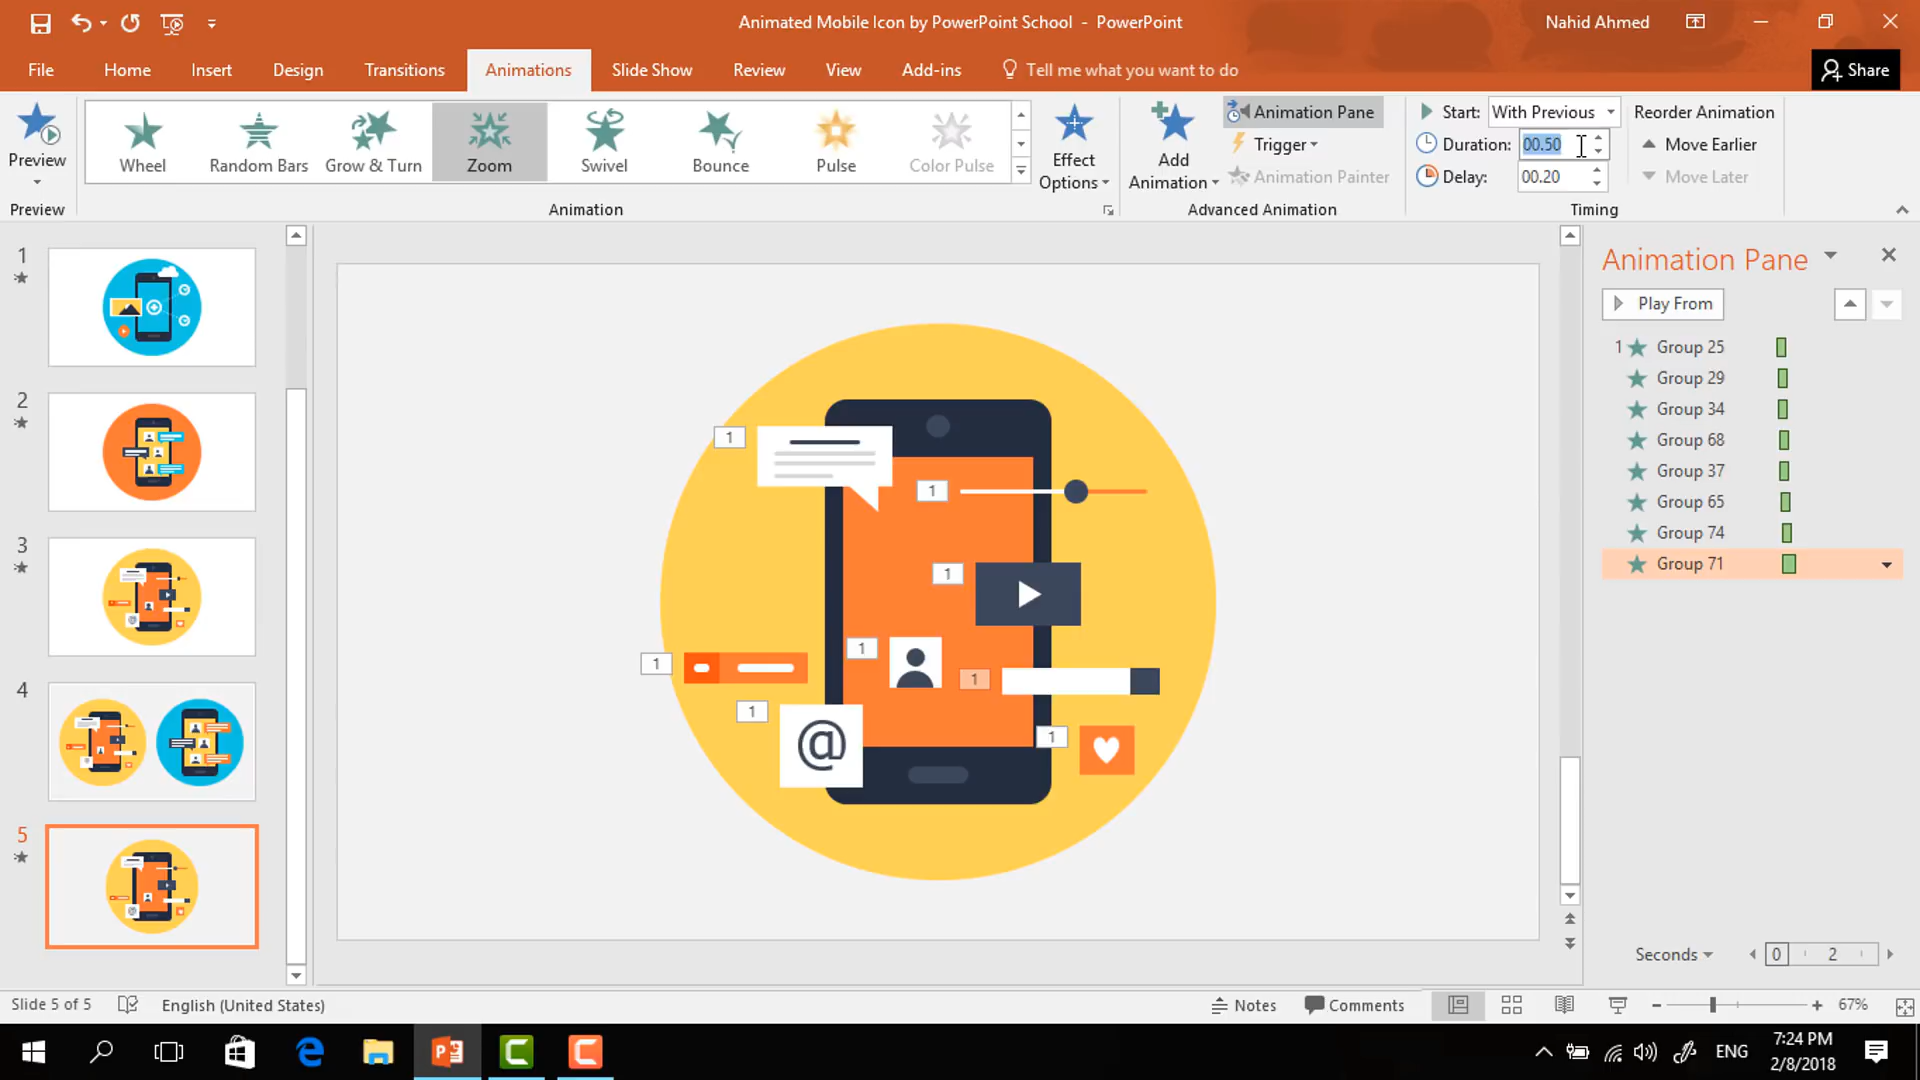 Animated Mobile Icon by PowerPoint School - PowerPoint
Nahid Ahmed
File Home Insert Design Transitions Animations Slide Show Review View Add-ins Tell me what you want to do
Share
Preview
Wheel
Random Bars
Grow & Turn
Zoom
Swivel
Bounce
Pulse
Color Pulse
Effect Options
Add Animation
Animation Pane
Trigger
Animation Painter
Start: With Previous
Duration: 00.50
Delay: 00.20
Reorder Animation
Move Earlier
Move Later
Preview
Animation
Advanced Animation
Timing
1
2
3
4
5
1
1
1
1
1
1
1
1
@
Animation Pane
Play From
1 Group 25
Group 29
Group 34
Group 68
Group 37
Group 65
Group 74
Group 71
Seconds
0
2
Slide 5 of 5
English (United States)
Notes
Comments
67%
ENG
7:24 PM
2/8/2018